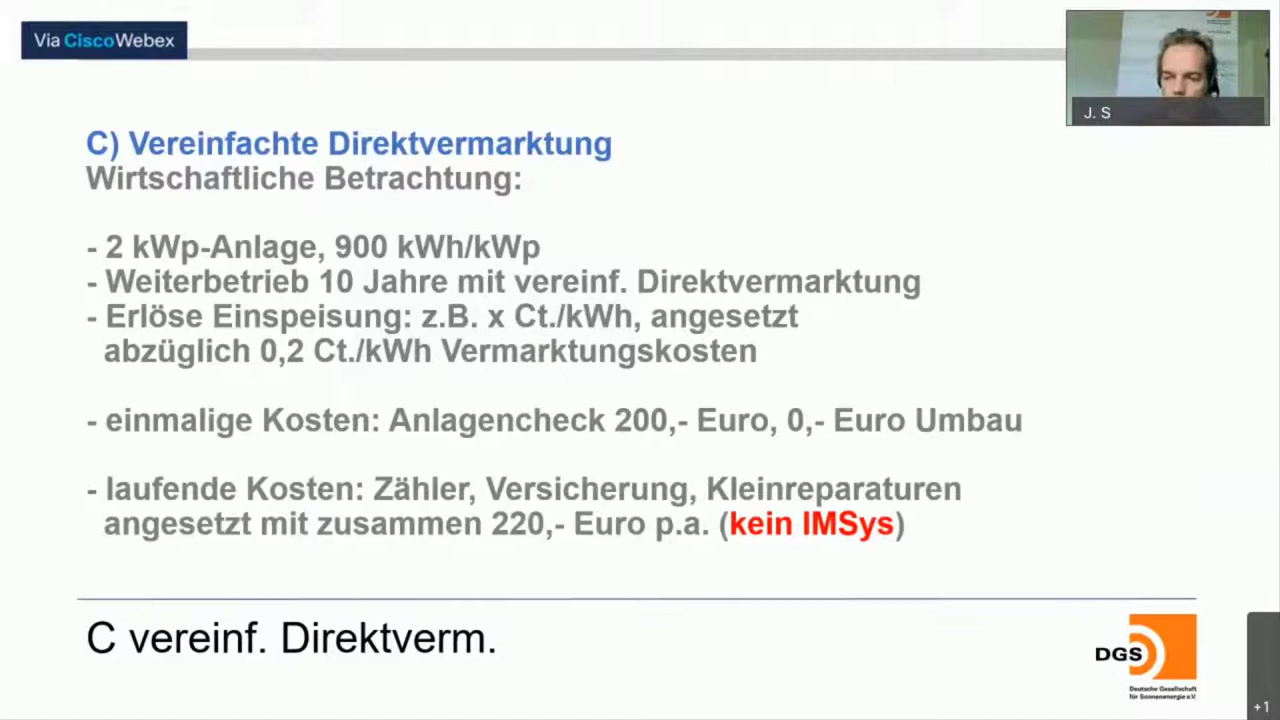 Via CiscoWebex
J. S
C) Vereinfachte Direktvermarktung
Wirtschaftliche Betrachtung:
- 2 kWp-Anlage, 900 kWh/kWp
- Weiterbetrieb 10 Jahre mit vereinf. Direktvermarktung
- Erlöse Einspeisung: z.B. x Ct./kWh, angesetzt
abzüglich 0,2 Ct./kWh Vermarktungskosten
- einmalige Kosten: Anlagencheck 200,- Euro, 0,- Euro Umbau
- laufende Kosten: Zähler, Versicherung, Kleinreparaturen
angesetzt mit zusammen 220,- Euro p.a. (kein IMSys)
C vereinf. Direktverm.
DGS
Deutsche Gesellschaft
für Sonnenenergie e.V.
+1